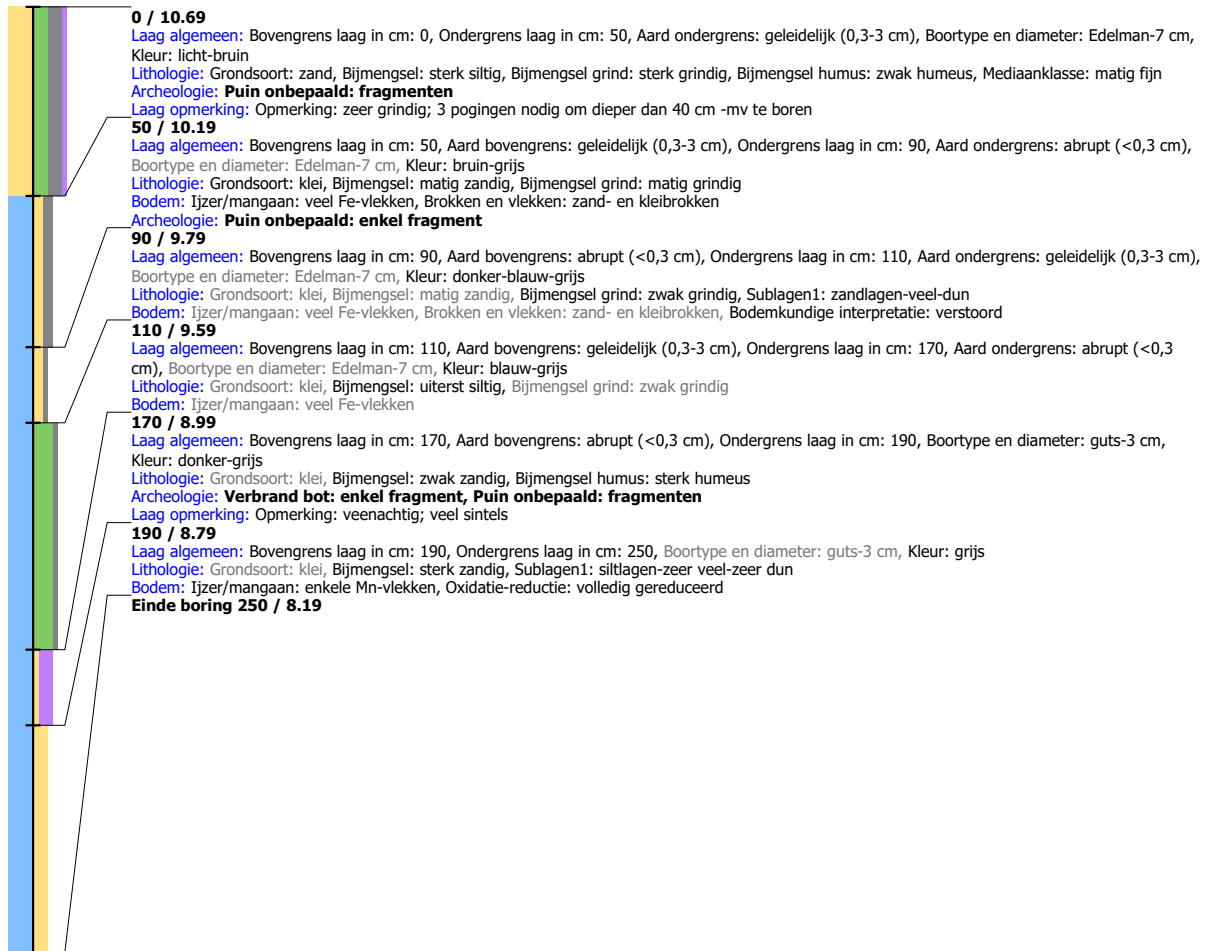 0 / 10.69
Laag algemeen: Bovengrens laag in cm: 0, Ondergrens laag in cm: 50, Aard ondergrens: geleidelijk (0,3-3 cm), Boortype en diameter: Edelman-7 cm,
Kleur: licht-bruin
Lithologie: Grondsoort: zand, Bijmengsel: sterk siltig, Bijmengsel grind: sterk grindig, Bijmengsel humus: zwak humeus, Mediaanklasse: matig fijn
Archeologie: Puin onbepaald: fragmenten
Laag opmerking: Opmerking: zeer grindig; 3 pogingen nodig om dieper dan 40 cm -mv te boren
50 / 10.19
Laag algemeen: Bovengrens laag in cm: 50, Aard bovengrens: geleidelijk (0,3-3 cm), Ondergrens laag in cm: 90, Aard ondergrens: abrupt (<0,3 cm),
Boortype en diameter: Edelman-7 cm, Kleur: bruin-grijs
Lithologie: Grondsoort: klei, Bijmengsel: matig zandig, Bijmengsel grind: matig grindig
Bodem: Ijzer/mangaan: veel Fe-vlekken, Brokken en vlekken: zand- en kleibrokken
Archeologie: Puin onbepaald: enkel fragment
90 / 9.79
Laag algemeen: Bovengrens laag in cm: 90, Aard bovengrens: abrupt (<0,3 cm), Ondergrens laag in cm: 110, Aard ondergrens: geleidelijk (0,3-3 cm),
Boortype en diameter: Edelman-7 cm, Kleur: donker-blauw-grijs
Lithologie: Grondsoort: klei, Bijmengsel: matig zandig, Bijmengsel grind: zwak grindig, Sublagen1: zandlagen-veel-dun
Bodem: Ijzer/mangaan: veel Fe-vlekken, Brokken en vlekken: zand- en kleibrokken, Bodemkundige interpretatie: verstoord
110 / 9.59
Laag algemeen: Bovengrens laag in cm: 110, Aard bovengrens: geleidelijk (0,3-3 cm), Ondergrens laag in cm: 170, Aard ondergrens: abrupt (<0,3
cm), Boortype en diameter: Edelman-7 cm, Kleur: blauw-grijs
Lithologie: Grondsoort: klei, Bijmengsel: uiterst siltig, Bijmengsel grind: zwak grindig
Bodem: Ijzer/mangaan: veel Fe-vlekken
170 / 8.99
Laag algemeen: Bovengrens laag in cm: 170, Aard bovengrens: abrupt (<0,3 cm), Ondergrens laag in cm: 190, Boortype en diameter: guts-3 cm,
Kleur: donker-grijs
Lithologie: Grondsoort: klei, Bijmengsel: zwak zandig, Bijmengsel humus: sterk humeus
Archeologie: Verbrand bot: enkel fragment, Puin onbepaald: fragmenten
Laag opmerking: Opmerking: veenachtig; veel sintels
190 / 8.79
Laag algemeen: Bovengrens laag in cm: 190, Ondergrens laag in cm: 250, Boortype en diameter: guts-3 cm, Kleur: grijs
Lithologie: Grondsoort: klei, Bijmengsel: sterk zandig, Sublagen1: siltlagen-zeer veel-zeer dun
Bodem: Ijzer/mangaan: enkele Mn-vlekken, Oxidatie-reductie: volledig gereduceerd
Einde boring 250 / 8.19